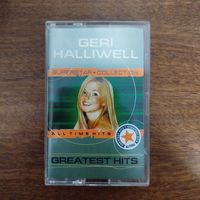 GERI
HALLIWELL
SUPERSTAR • COLLECTION
ALL TIME HITS
GREATEST HITS